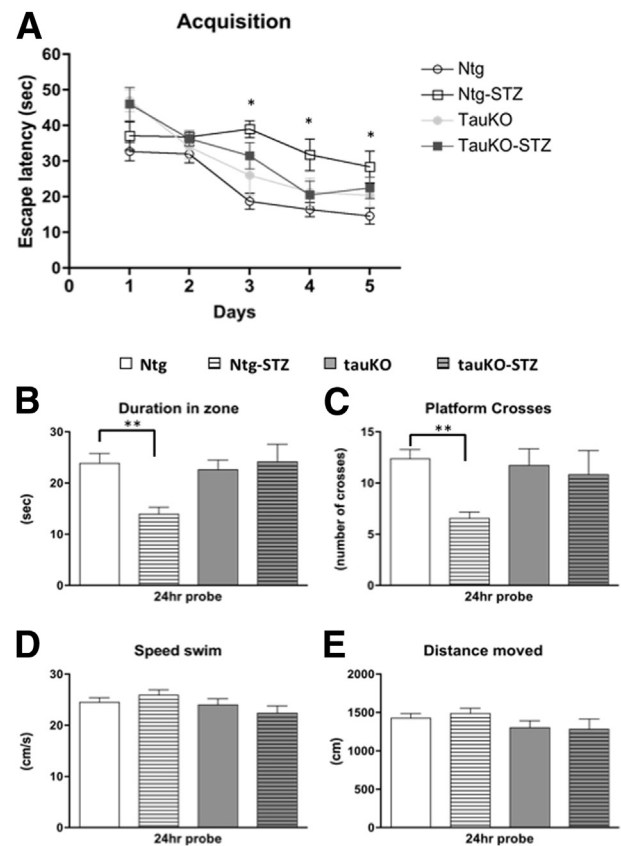 A
Acquisition
Escape latency (sec)
60
50
40
30
20
10
0
* * *
0 1 2 3 4 5
Days
Ntg
Ntg-STZ
TauKO
TauKO-STZ
Ntg Ntg-STZ tauKO tauKO-STZ
B
Duration in zone
(sec)
30
20
10
0
**
24hr probe
C
Platform Crosses
(number of crosses)
15
10
5
0
**
24hr probe
D
Speed swim
(cm/s)
30
20
10
0
24hr probe
E
Distance moved
(cm)
2000
1500
1000
500
0
24hr probe